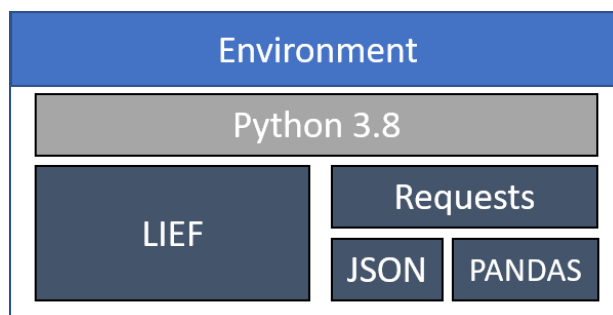 Environment
Python 3.8
LIEF
Requests
JSON
PANDAS